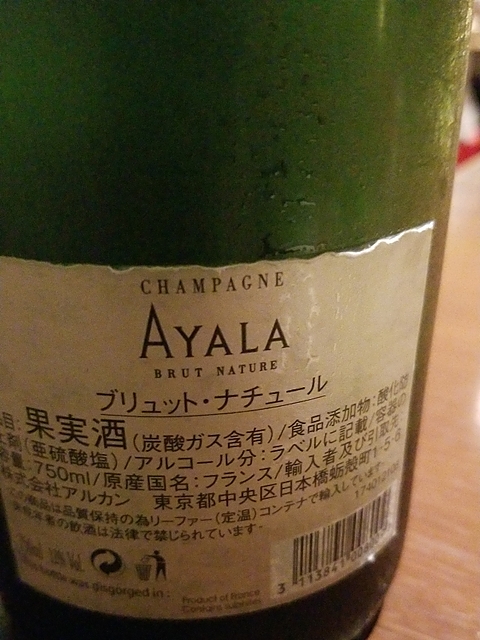 CHAMPAGNE
AYALA
BRUT NATURE
ブリュット・ナチュール
目:果実酒(炭酸ガス含有)/食品添加物:酸化防
(亜硫酸塩)/アルコール分:ラベルに記載/容器の
容量:750ml/原産国名:フランス/輸入者及び引取先
株式会社アルカン 東京都中央区日本橋蛎殻町1-5-6
この商品は品質保持の為リーファー(定温)コンテナで輸入しています。
未成年者の飲酒は法律で禁じられています。
This bottle was disgorged in :
Product of France
Contains sulphites
3 113841